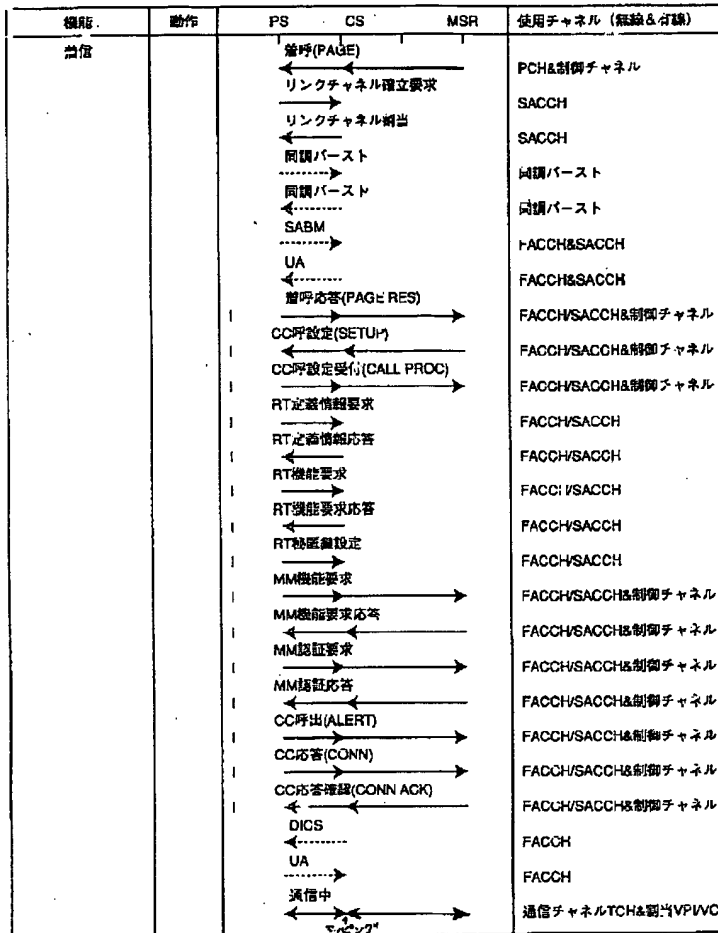 機能 動作 PS CS MSR 使用チャネル（無線&有線）
着信 着呼(PAGE) PCH&制御チャネル
リンクチャネル確立要求 SACCH
リンクチャネル割当 SACCH
同調バースト 同調バースト
同調バースト 同調バースト
SABM FACCH&SACCH
UA FACCH&SACCH
着呼応答(PAGE RES) FACCH/SACCH&制御チャネル
CC呼設定(SETUP) FACCH/SACCH&制御チャネル
CC呼設定受付(CALL PROC) FACCH/SACCH&制御チャネル
RT定義情報要求 FACCH/SACCH
RT定義情報応答 FACCH/SACCH
RT機能要求 FACCH/SACCH
RT機能要求応答 FACCH/SACCH
RT秘匿鍵設定 FACCH/SACCH
MM機能要求 FACCH/SACCH&制御チャネル
MM機能要求応答 FACCH/SACCH&制御チャネル
MM認証要求 FACCH/SACCH&制御チャネル
MM認証応答 FACCH/SACCH&制御チャネル
CC呼出(ALERT) FACCH/SACCH&制御チャネル
CC応答(CONN) FACCH/SACCH&制御チャネル
CC応答確認(CONN ACK) FACCH/SACCH&制御チャネル
DICS FACCH
UA FACCH
通信中 通信チャネルTCH&割当VPI/VC
マッピング